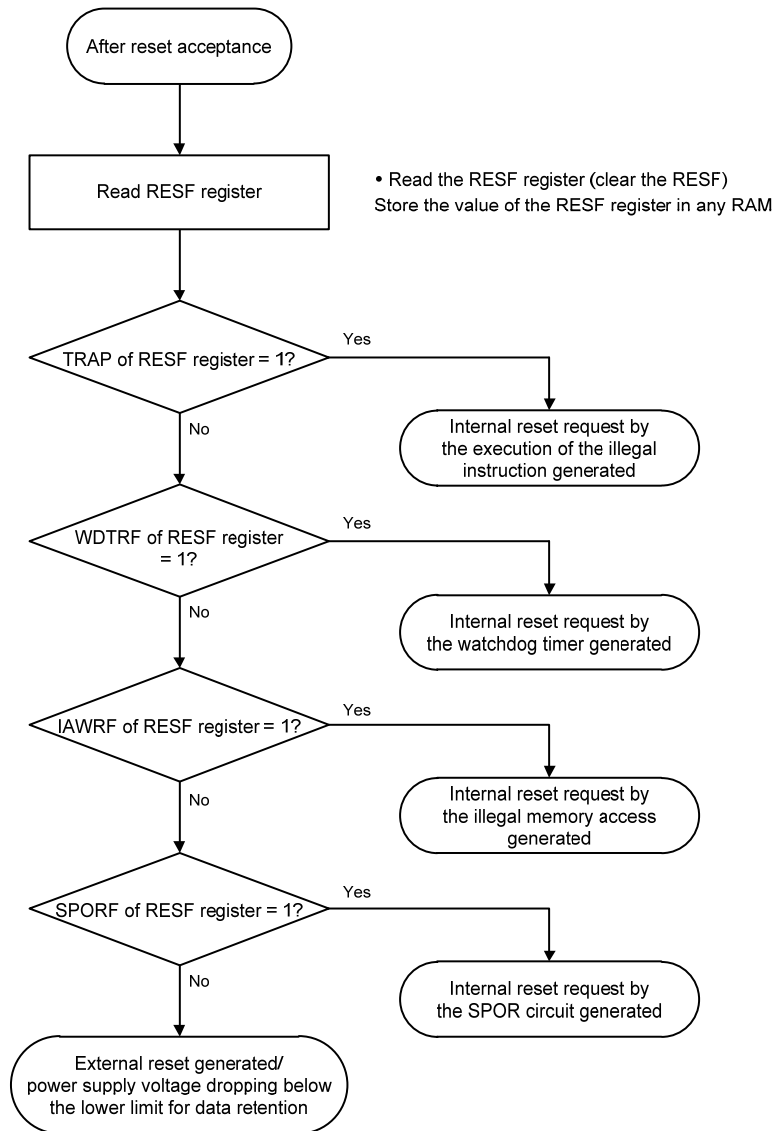 After reset acceptance
Read RESF register
• Read the RESF register (clear the RESF)
Store the value of the RESF register in any RAM
TRAP of RESF register = 1?
Yes
No
Internal reset request by
the execution of the illegal
instruction generated
WDTRF of RESF register
= 1?
Yes
No
Internal reset request by
the watchdog timer generated
IAWRF of RESF register = 1?
Yes
No
Internal reset request by
the illegal memory access
generated
SPORF of RESF register = 1?
Yes
No
Internal reset request by
the SPOR circuit generated
External reset generated/
power supply voltage dropping below
the lower limit for data retention